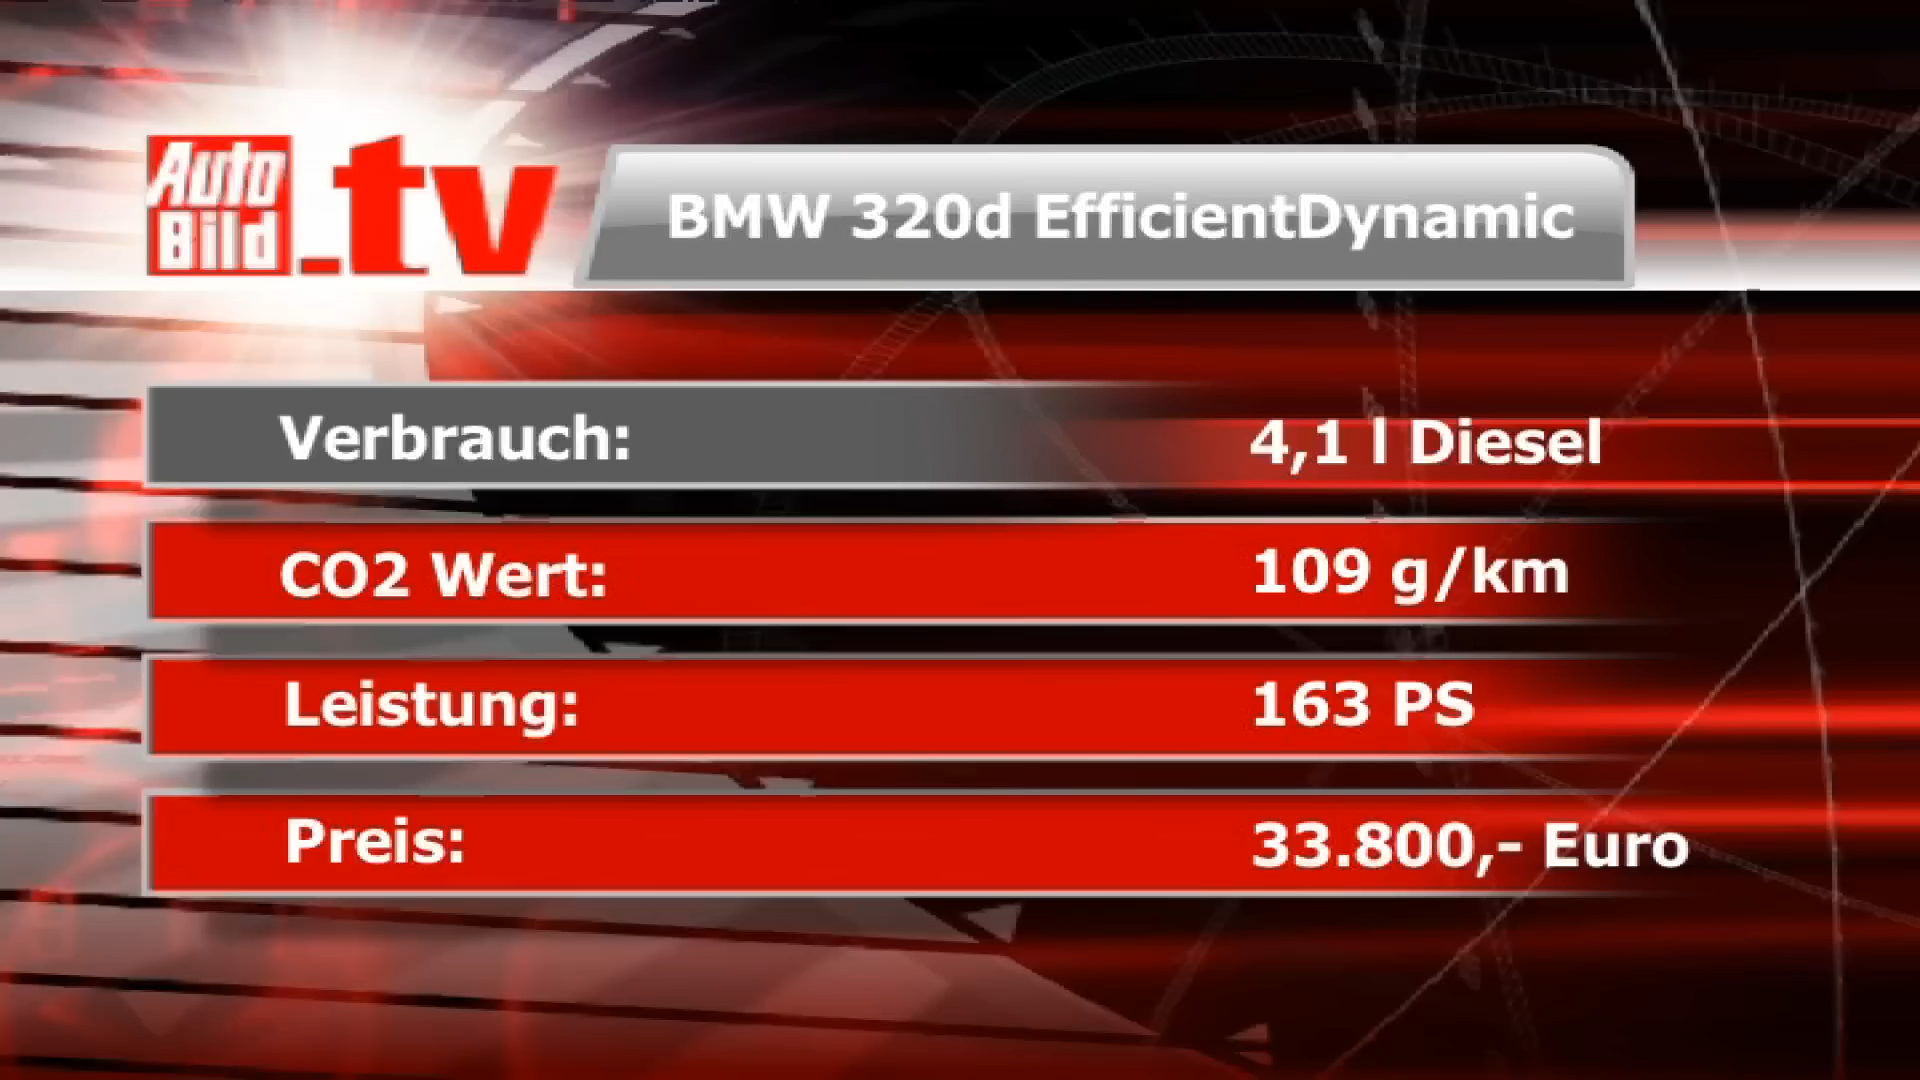 Auto Bild .tv
BMW 320d EfficientDynamic
Verbrauch: 4,1 l Diesel
CO2 Wert: 109 g/km
Leistung: 163 PS
Preis: 33.800,- Euro